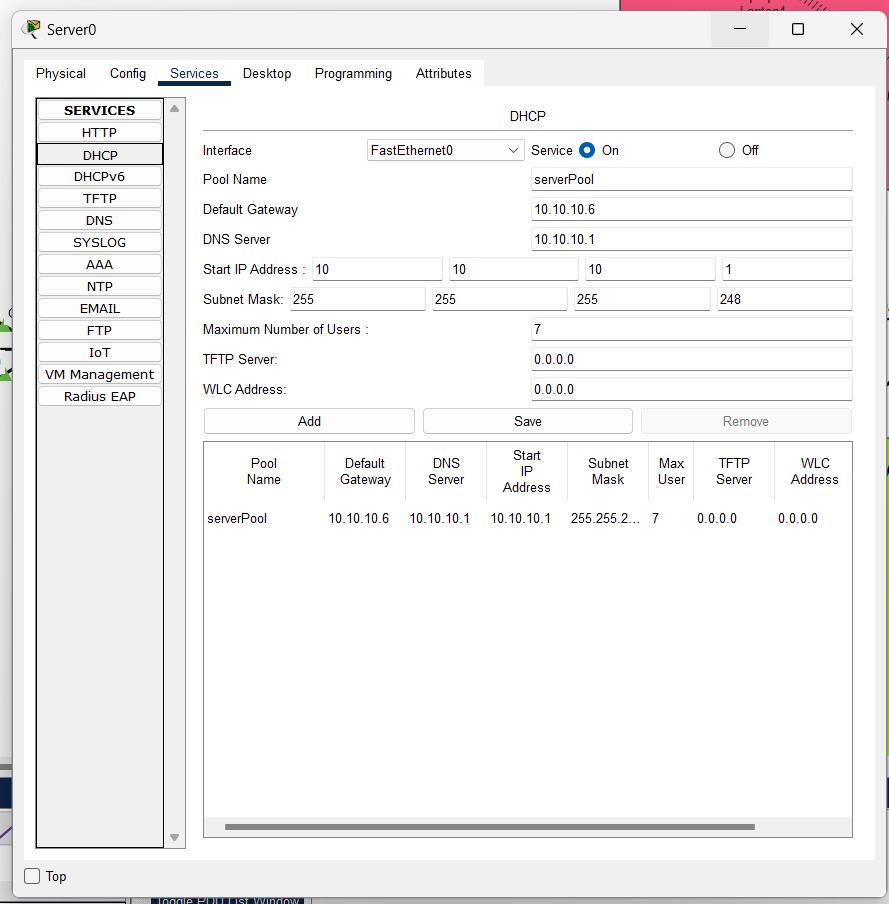 Server0
Physical Config Services Desktop Programming Attributes
SERVICES
HTTP
DHCP
DHCPv6
TFTP
DNS
SYSLOG
AAA
NTP
EMAIL
FTP
IoT
VM Management
Radius EAP
DHCP
Interface FastEthernet0 Service On Off
Pool Name serverPool
Default Gateway 10.10.10.6
DNS Server 10.10.10.1
Start IP Address : 10 10 10 1
Subnet Mask: 255 255 255 248
Maximum Number of Users : 7
TFTP Server: 0.0.0.0
WLC Address: 0.0.0.0
Add Save Remove
Pool Name Default Gateway DNS Server Start IP Address Subnet Mask Max User TFTP Server WLC Address
serverPool 10.10.10.6 10.10.10.1 10.10.10.1 255.255.2... 7 0.0.0.0 0.0.0.0
Top
Toggle PDU List Window